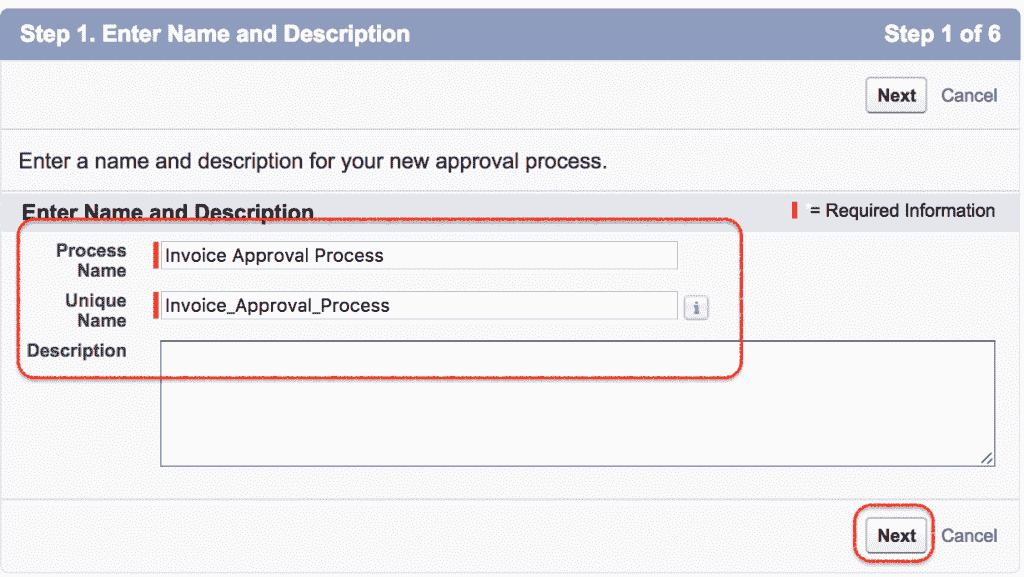 Step 1. Enter Name and Description Step 1 of 6
Next Cancel
Enter a name and description for your new approval process.
Enter Name and Description = Required Information
Process Name Invoice Approval Process
Unique Name Invoice_Approval_Process i
Description
Next Cancel